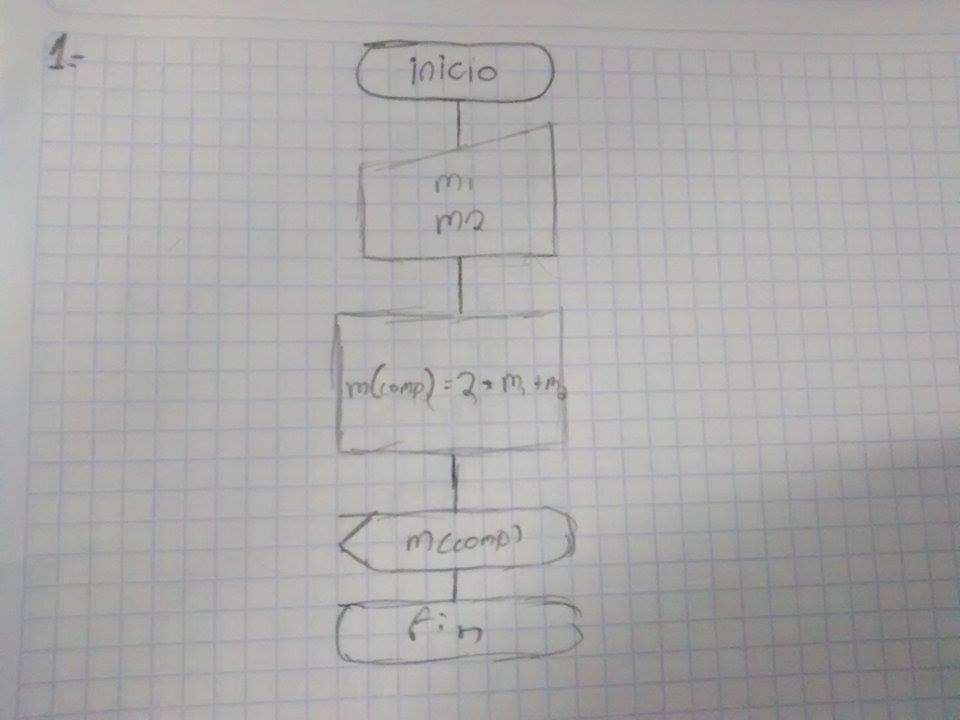 1.-
inicio
m1
m2
m(comp) = 2 * m1 + m2
m(comp)
fin